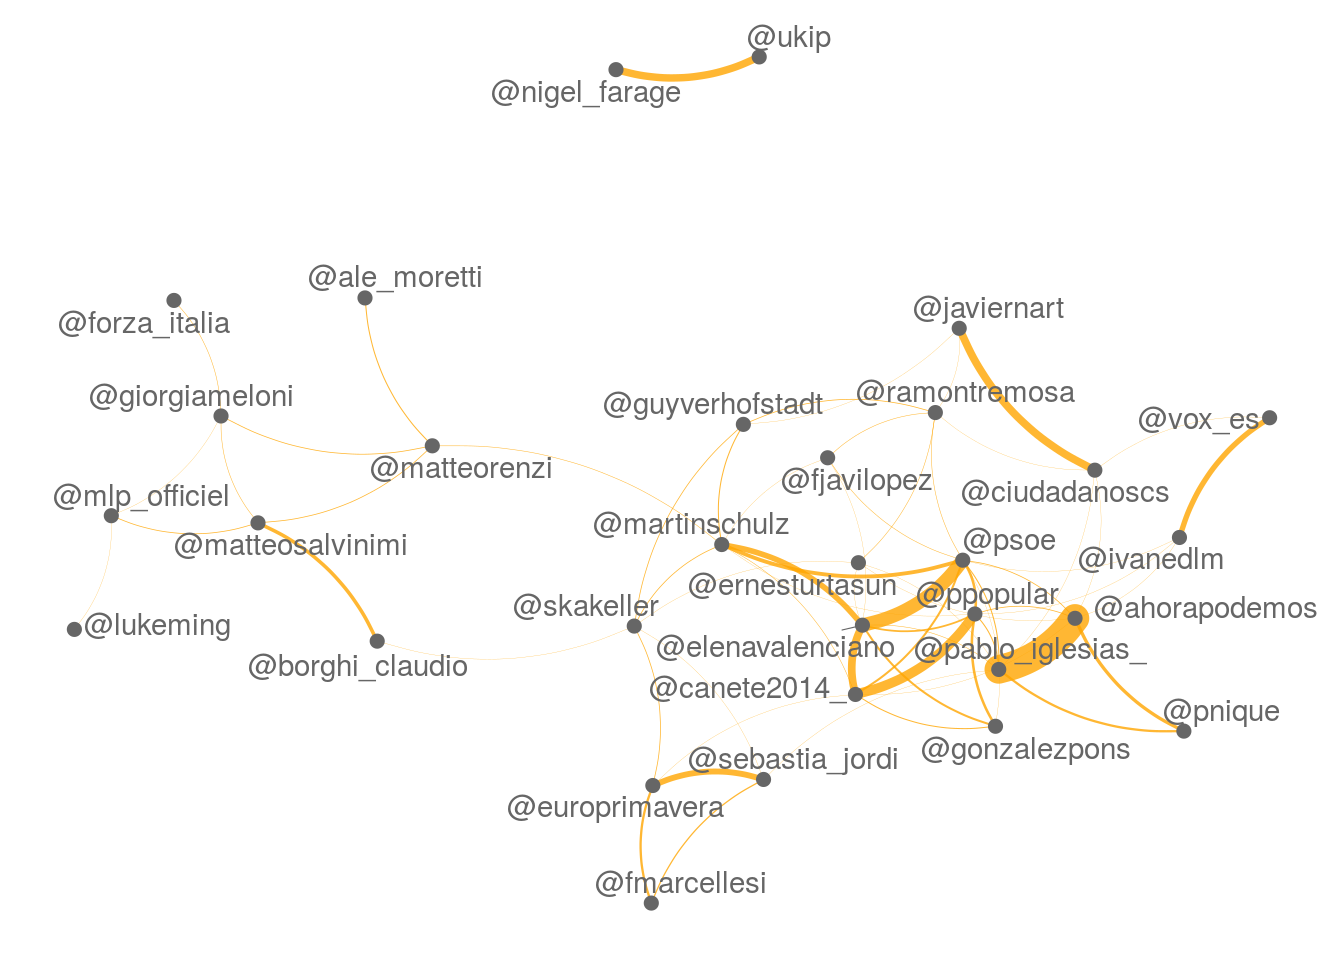 @ukip
@nigel_farage
@ale_moretti
@forza_italia
@javiernart
@giorgiameloni
@guyverhofstadt
@ramontremosa
@vox_es
@matteorenzi
@fjavilopez
@ciudadanoscs
@mlp_officiel
@martinschulz
@matteosalvinimi
@psoe
@ivanedlm
@ernesturtasun
@ppopular
@skakeller
@ahorapodemos
@lukeming
@elenavalenciano
@pablo_iglesias_
@borghi_claudio
@canete2014_
@pnique
@gonzalezpons
@sebastia_jordi
@europrimavera
@fmarcellesi